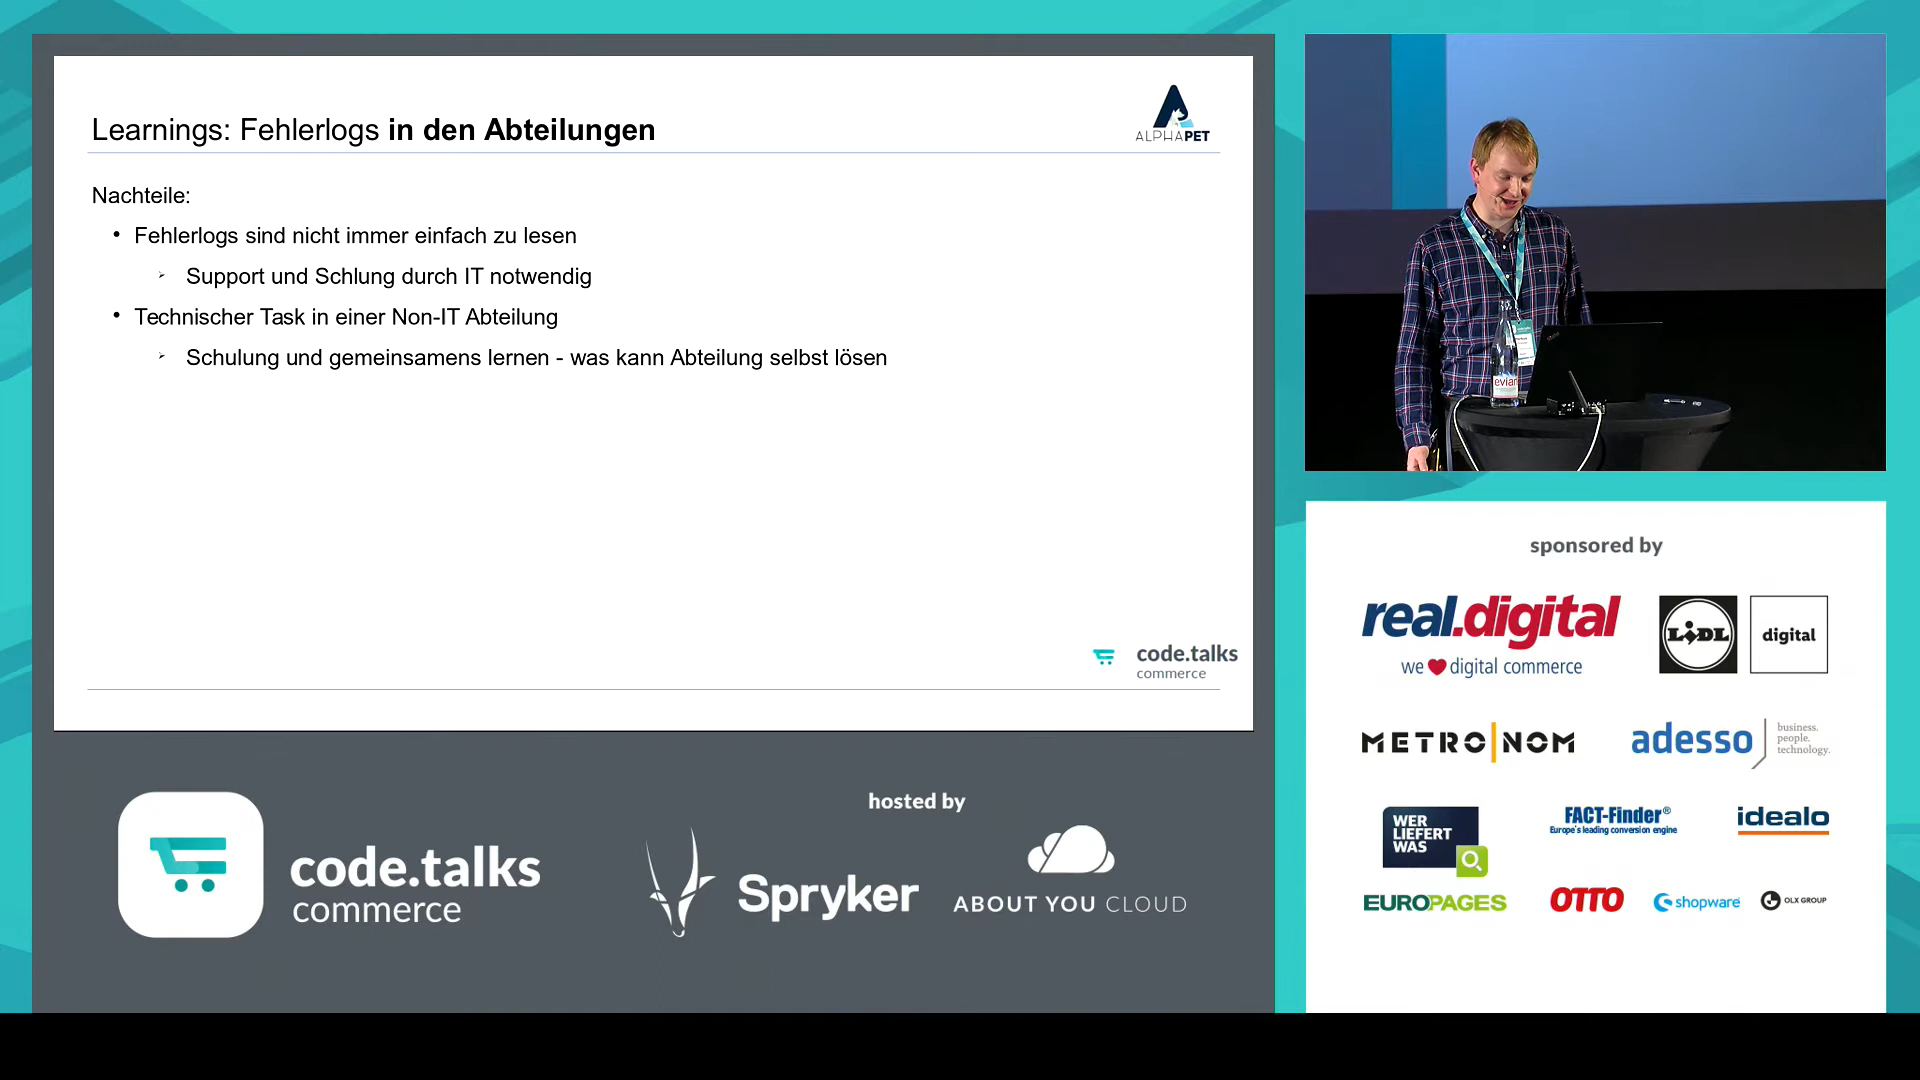 Learnings: Fehlerlogs in den Abteilungen
ALPHAPET
Nachteile:
• Fehlerlogs sind nicht immer einfach zu lesen
➢ Support und Schlung durch IT notwendig
• Technischer Task in einer Non-IT Abteilung
➢ Schulung und gemeinsamens lernen - was kann Abteilung selbst lösen
code.talks
commerce
evian
sponsored by
real.digital
we digital commerce
LIDL
digital
METRO NOM
adesso
business.
people.
technology.
WER
LIEFERT
WAS
FACT-Finder®
Europe's leading conversion engine
idealo
EUROPAGES
OTTO
shopware
OLX GROUP
code.talks
commerce
hosted by
Spryker
ABOUT YOU CLOUD